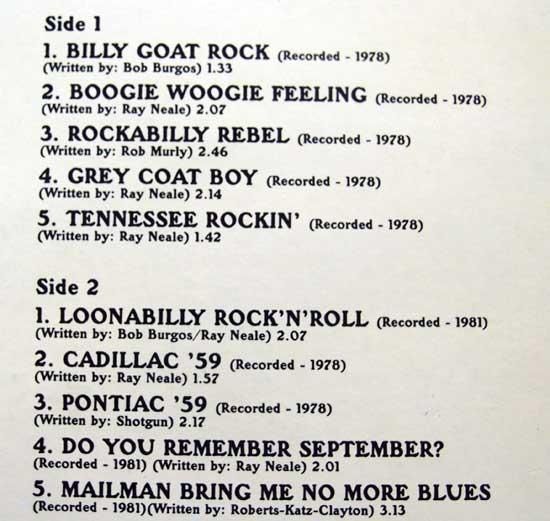 Side 1
1. BILLY GOAT ROCK (Recorded - 1978)
(Written by: Bob Burgos) 1.33
2. BOOGIE WOOGIE FEELING (Recorded - 1978)
(Written by: Ray Neale) 2.07
3. ROCKABILLY REBEL (Recorded - 1978)
(Written by: Rob Murly) 2.46
4. GREY COAT BOY (Recorded - 1978)
(Written by: Ray Neale) 2.14
5. TENNESSEE ROCKIN' (Recorded - 1978)
(Written by: Ray Neale) 1.42
Side 2
1. LOONABILLY ROCK'N'ROLL (Recorded - 1981)
(Written by: Bob Burgos/Ray Neale) 2.07
2. CADILLAC '59 (Recorded - 1978)
(Written by: Ray Neale) 1.57
3. PONTIAC '59 (Recorded - 1978)
(Written by: Shotgun) 2.17
4. DO YOU REMEMBER SEPTEMBER?
(Recorded - 1981) (Written by: Ray Neale) 2.01
5. MAILMAN BRING ME NO MORE BLUES
(Recorded - 1981)(Written by: Roberts-Katz-Clayton) 3.13